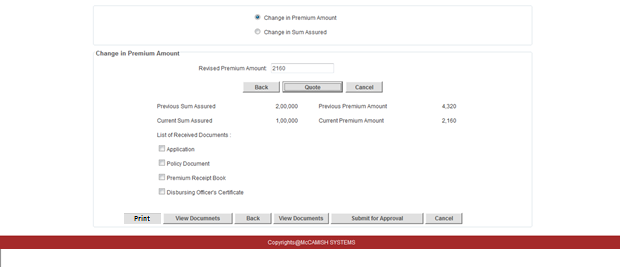 Change in Premium Amount
Change in Sum Assured
Change in Premium Amount
Revised Premium Amount: 2160
Back Quote Cancel
Previous Sum Assured 2,00,000 Previous Premium Amount 4,320
Current Sum Assured 1,00,000 Current Premium Amount 2,160
List of Received Documents :
Application
Policy Document
Premium Receipt Book
Disbursing Officer's Certificate
Print View Documnets Back View Documents Submit for Approval Cancel
Copyrights@McCAMISH SYSTEMS